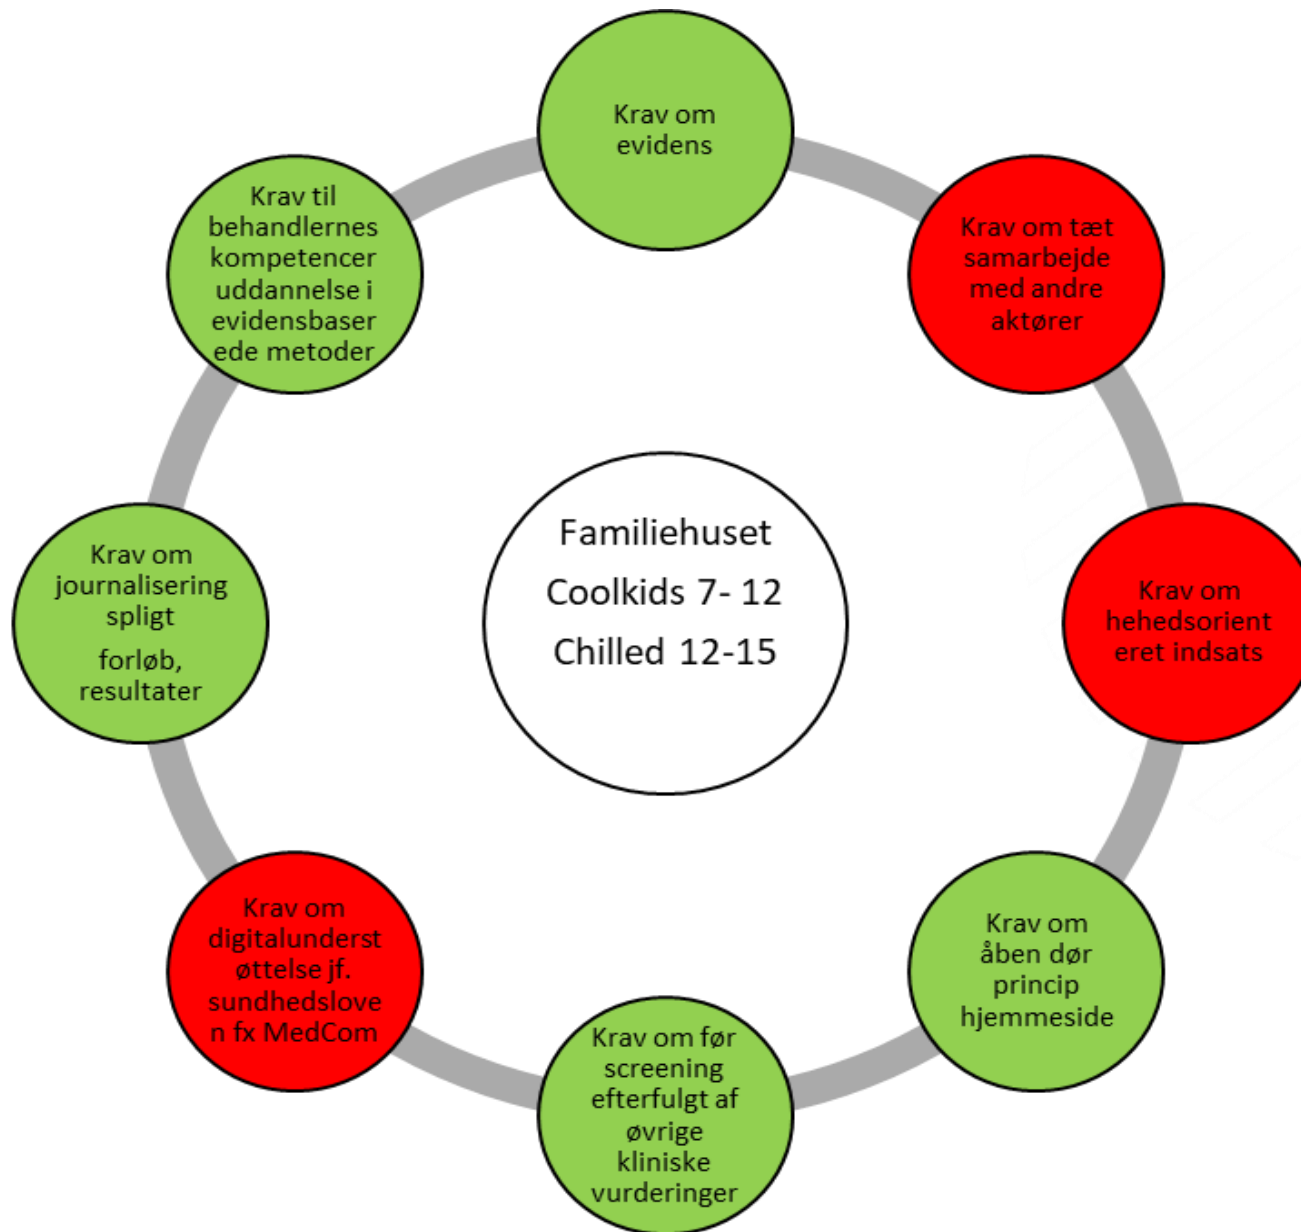 Krav om
evidens
Krav om tæt
samarbejde
med andre
aktører
Krav om
hehedsorient
eret indsats
Krav om
åben dør
princip
hjemmeside
Krav om før
screening
efterfulgt af
øvrige
kliniske
vurderinger
Krav om
digitalunderst
øttelse jf.
sundhedslove
n fx MedCom
Krav om
journalisering
spligt
forløb,
resultater
Krav til
behandlernes
kompetencer
uddannelse i
evidensbaser
ede metoder
Familiehuset
Coolkids 7- 12
Chilled 12-15